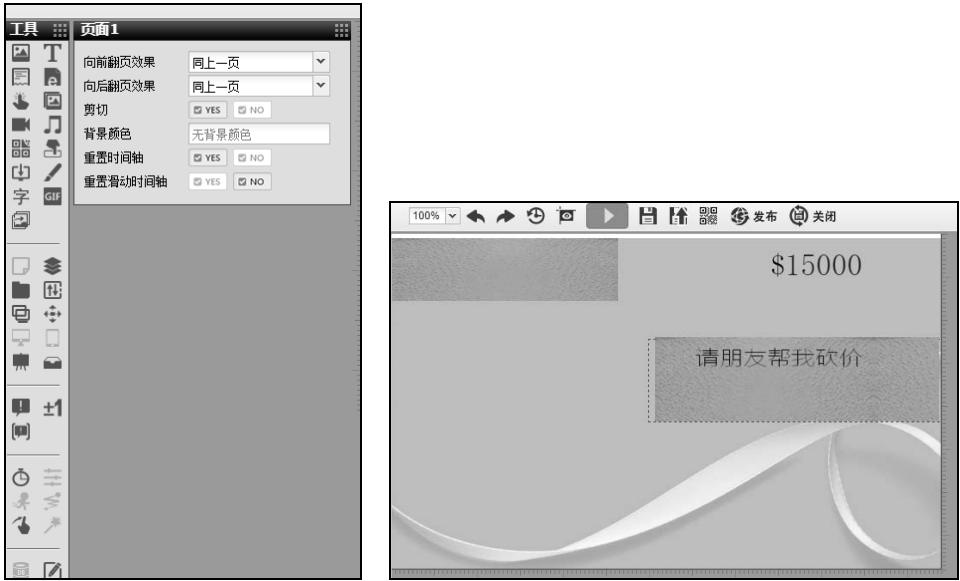 工具
页面1
向前翻页效果 同上一页
向后翻页效果 同上一页
剪切 YES NO
背景颜色 无背景颜色
重置时间轴 YES NO
重置滑动时间轴 YES NO
字 GIF
±1
100% 发布 关闭
$15000
请朋友帮我砍价